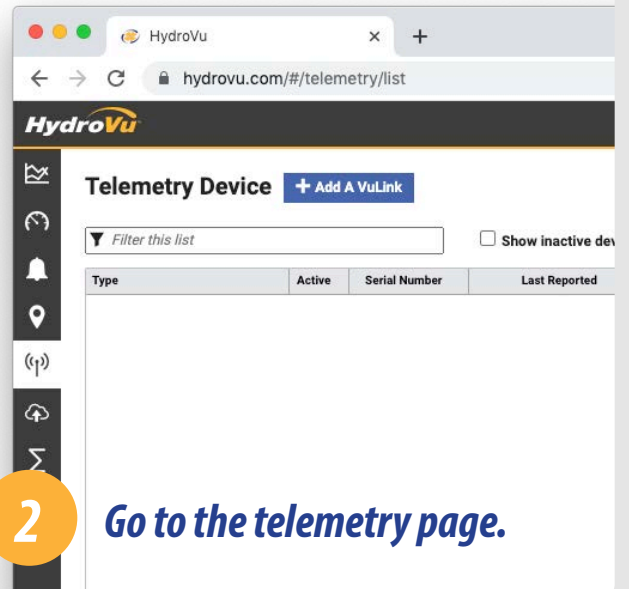 HydroVu
hydrovu.com/#/telemetry/list
HydroVu
Telemetry Device + Add A VuLink
Filter this list
Show inactive dev
Type Active Serial Number Last Reported
2 Go to the telemetry page.